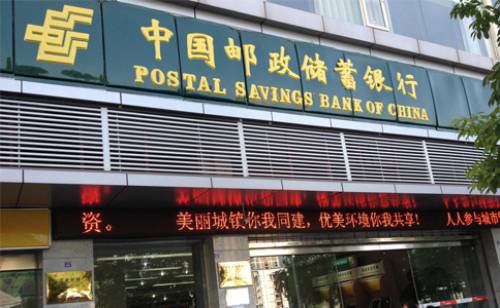 中国邮政储蓄银行
POSTAL SAVINGS BANK OF CHINA
资。 美丽城镇你我同建，优美环境你我共享！ 人人参与城市